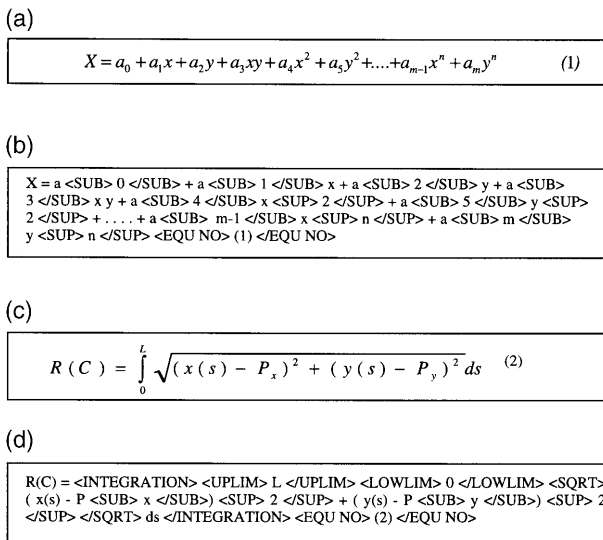 (a)
X = a₀ + a₁x + a₂y + a₃xy + a₄x² + a₅y² +....+ aₘ₋₁xⁿ + aₘyⁿ (1)
(b)
X = a <SUB> 0 </SUB> + a <SUB> 1 </SUB> x + a <SUB> 2 </SUB> y + a <SUB>
3 </SUB> x y + a <SUB> 4 </SUB> x <SUP> 2 </SUP> + a <SUB> 5 </SUB> y <SUP>
2 </SUP> + . . . . + a <SUB> m-1 </SUB> x <SUP> n </SUP> + a <SUB> m </SUB>
y <SUP> n </SUP> <EQU NO> (1) </EQU NO>
(c)
R ( C ) = ∫₀ᴸ √( x ( s ) - Pₓ )² + ( y ( s ) - P_y )² ds (2)
(d)
R(C) = <INTEGRATION> <UPLIM> L </UPLIM> <LOWLIM> 0 </LOWLIM> <SQRT>
( x(s) - P <SUB> x </SUB>) <SUP> 2 </SUP> + ( y(s) - P <SUB> y </SUB>) <SUP> 2
</SUP> </SQRT> ds </INTEGRATION> <EQU NO> (2) </EQU NO>